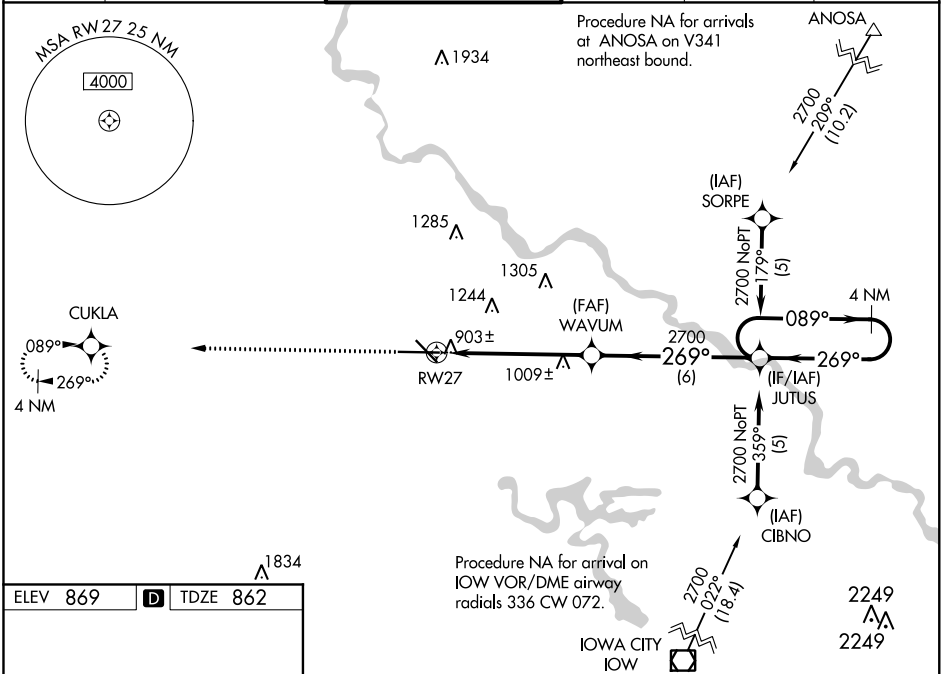 MSA RW27 25 NM
4000
1934
Procedure NA for arrivals
at ANOSA on V341
northeast bound.
ANOSA
2700
209°
(10.2)
(IAF)
SORPE
2700 NoPT
179°
(5)
1285
1305
1244
(FAF)
WAVUM
4 NM
089°
CUKLA
089°
269°
4 NM
903±
RW27
1009±
2700
269°
(6)
269°
(IF/IAF)
JUTUS
2700 NoPT
359°
(5)
(IAF)
CIBNO
1834
Procedure NA for arrival on
IOW VOR/DME airway
radials 336 CW 072.
2700
022°
(18.4)
2249
2249
IOWA CITY
IOW
ELEV 869 D TDZE 862